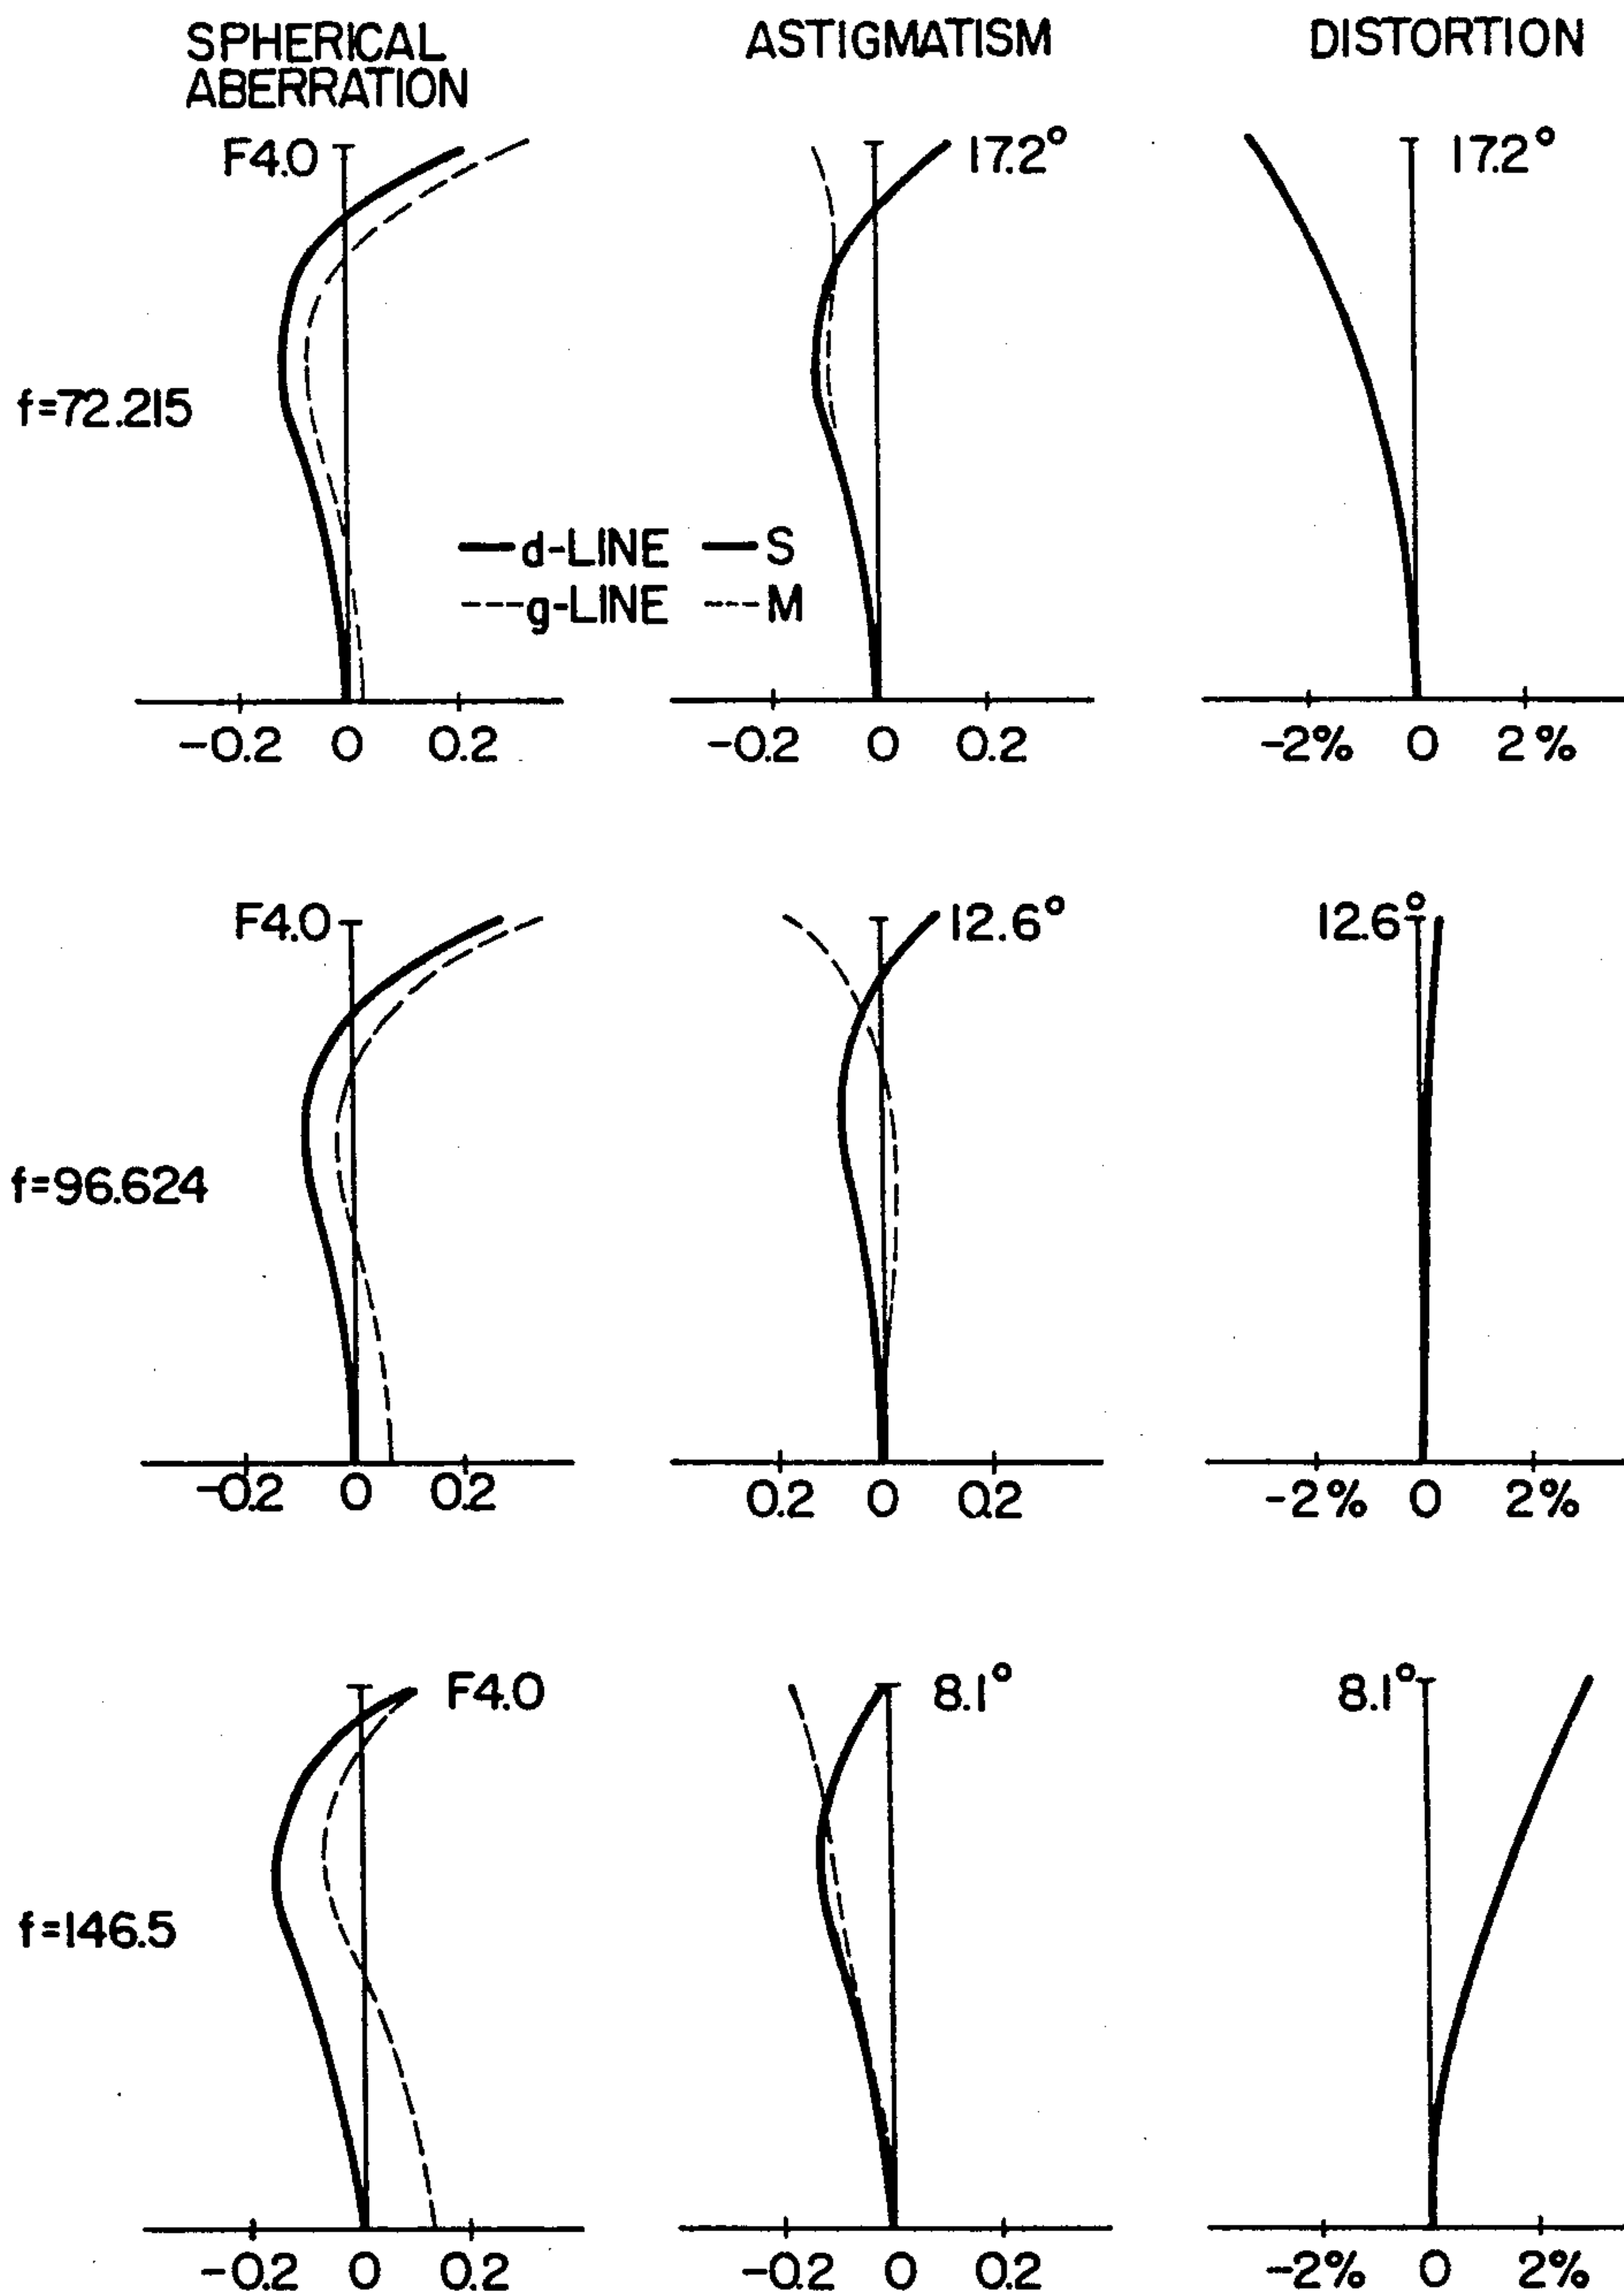 SPHERICAL
ABERRATION
ASTIGMATISM
DISTORTION
F4.0
17.2°
17.2°
f=72.215
d-LINE S
g-LINE M
-0.2 0 0.2
-0.2 0 0.2
-2% 0 2%
F4.0
12.6°
12.6°
f=96.624
-0.2 0 0.2
0.2 0 0.2
-2% 0 2%
F4.0
8.1°
8.1°
f=146.5
-0.2 0 0.2
-0.2 0 0.2
-2% 0 2%